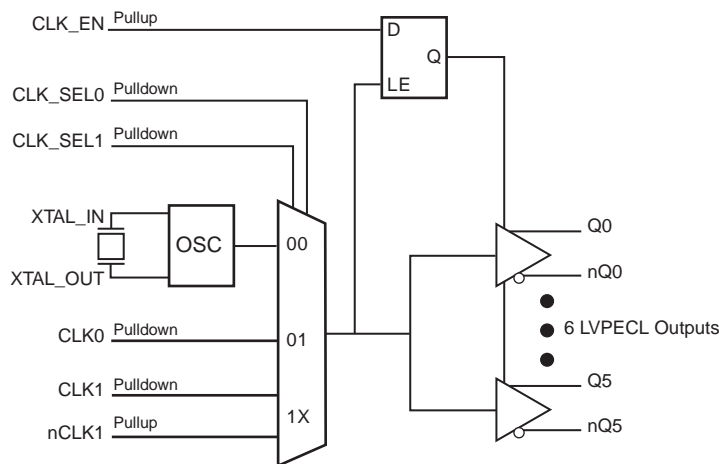 CLK_EN Pullup
D
Q
LE
CLK_SEL0 Pulldown
CLK_SEL1 Pulldown
XTAL_IN
OSC
XTAL_OUT
00
CLK0 Pulldown
01
CLK1 Pulldown
1X
nCLK1 Pullup
Q0
nQ0
6 LVPECL Outputs
Q5
nQ5